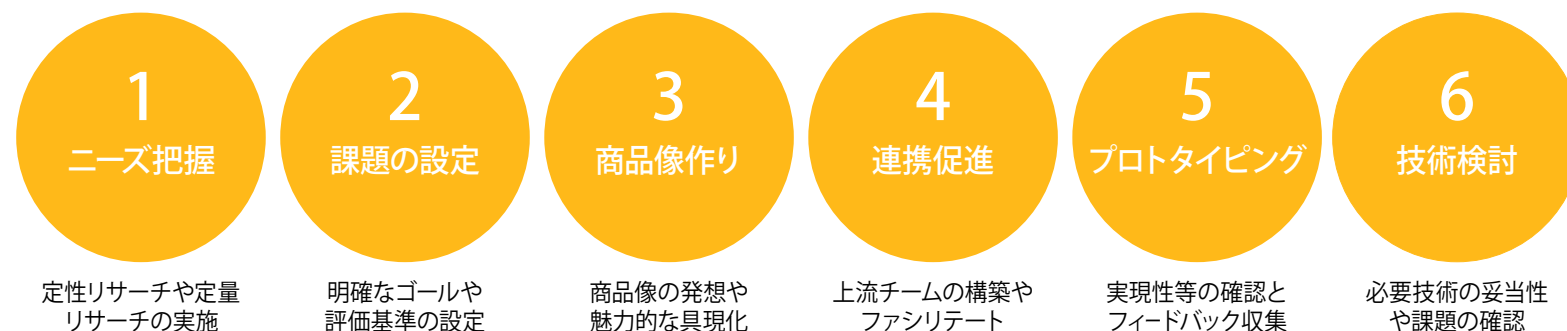 1
ニーズ把握
定性リサーチや定量
リサーチの実施
2
課題の設定
明確なゴールや
評価基準の設定
3
商品像作り
商品像の発想や
魅力的な具現化
4
連携促進
上流チームの構築や
ファシリテート
5
プロトタイピング
実現性等の確認と
フィードバック収集
6
技術検討
必要技術の妥当性
や課題の確認